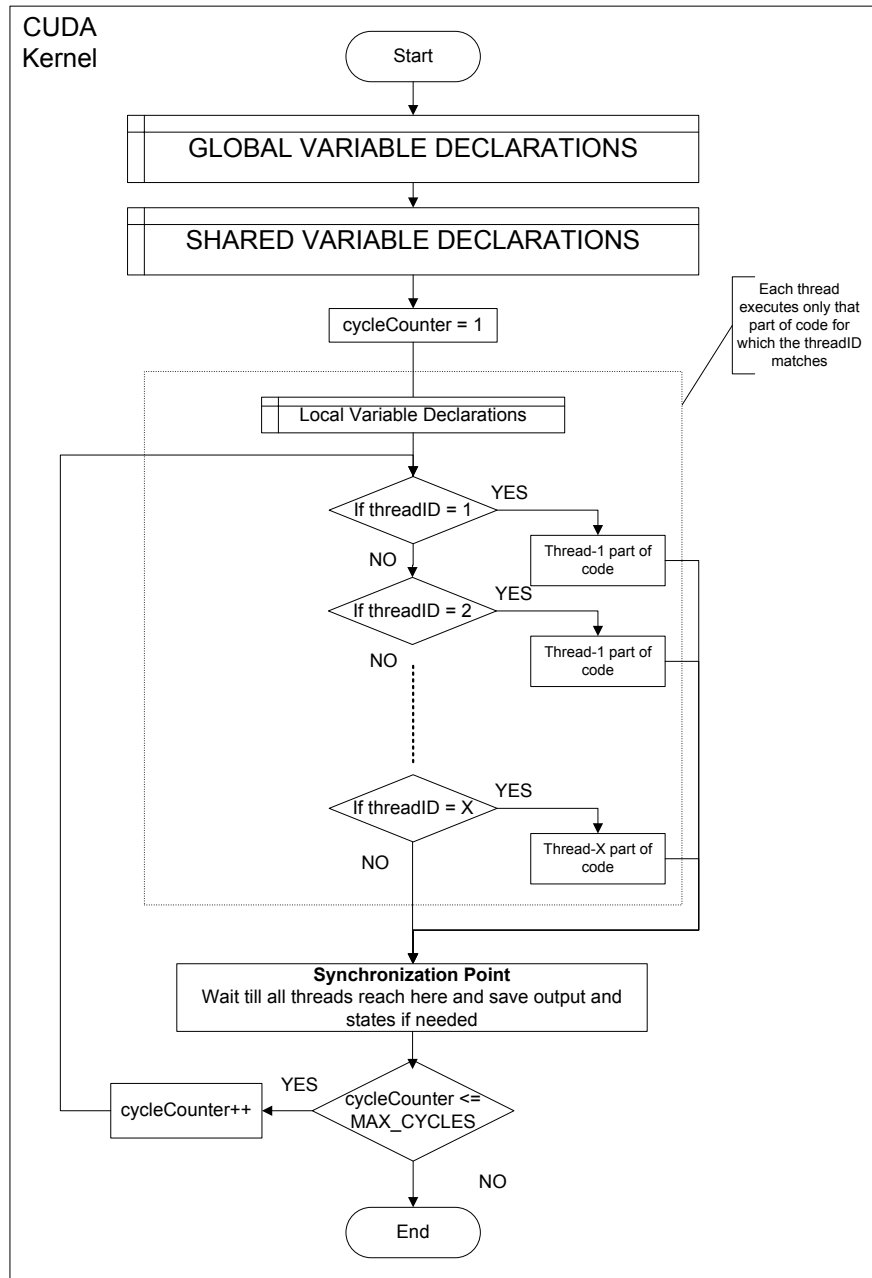 CUDA
Kernel
Start
GLOBAL VARIABLE DECLARATIONS
SHARED VARIABLE DECLARATIONS
Each thread
executes only that
part of code for
which the threadID
matches
cycleCounter = 1
Local Variable Declarations
If threadID = 1
YES
Thread-1 part of
code
NO
If threadID = 2
YES
Thread-1 part of
code
NO
If threadID = X
YES
Thread-X part of
code
NO
Synchronization Point
Wait till all threads reach here and save output and
states if needed
cycleCounter <=
MAX_CYCLES
YES
cycleCounter++
NO
End